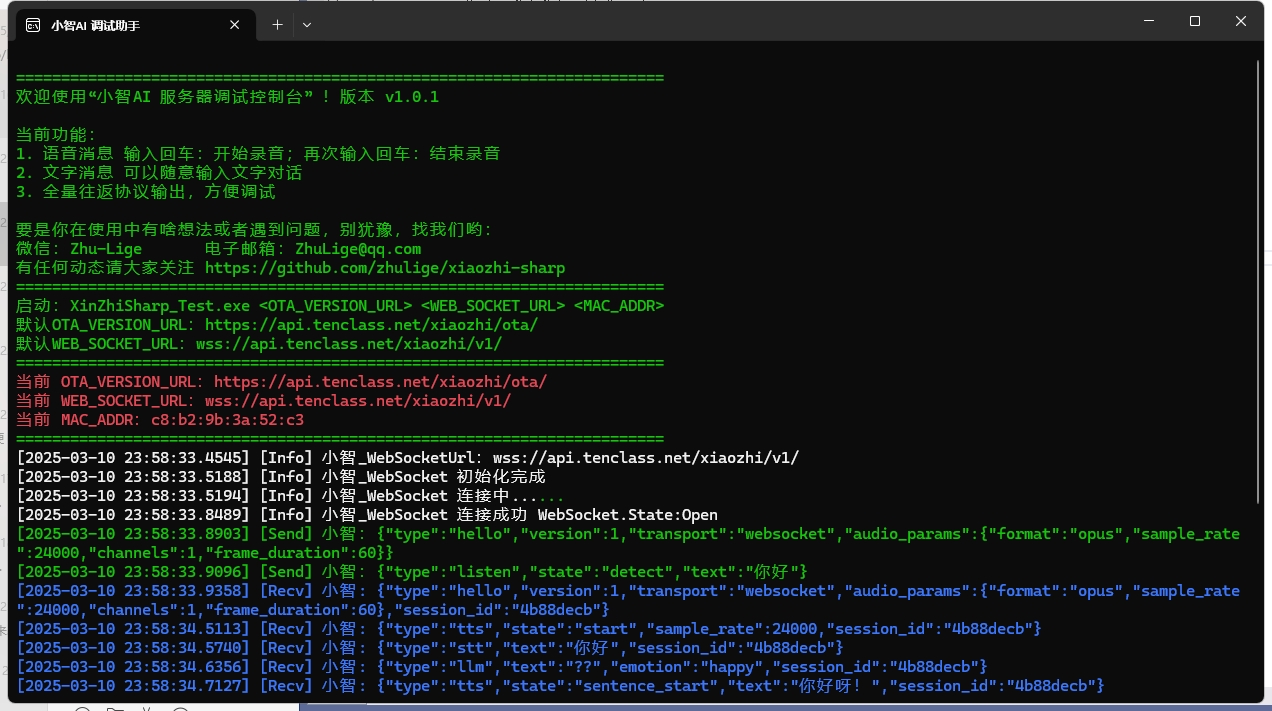 小智AI 调试助手
======================================================================
欢迎使用“小智AI 服务器调试控制台” ！版本 v1.0.1
当前功能：
1. 语音消息 输入回车：开始录音；再次输入回车：结束录音
2. 文字消息 可以随意输入文字对话
3. 全量往返协议输出，方便调试
要是你在使用中有啥想法或者遇到问题，别犹豫，找我们哟：
微信：Zhu-Lige 电子邮箱：ZhuLige@qq.com
有任何动态请大家关注 https://github.com/zhulige/xiaozhi-sharp
======================================================================
启动：XinZhiSharp_Test.exe <OTA_VERSION_URL> <WEB_SOCKET_URL> <MAC_ADDR>
默认OTA_VERSION_URL：https://api.tenclass.net/xiaozhi/ota/
默认WEB_SOCKET_URL：wss://api.tenclass.net/xiaozhi/v1/
======================================================================
当前 OTA_VERSION_URL：https://api.tenclass.net/xiaozhi/ota/
当前 WEB_SOCKET_URL：wss://api.tenclass.net/xiaozhi/v1/
当前 MAC_ADDR：c8:b2:9b:3a:52:c3
======================================================================
[2025-03-10 23:58:33.4545] [Info] 小智_WebSocketUrl：wss://api.tenclass.net/xiaozhi/v1/
[2025-03-10 23:58:33.5188] [Info] 小智_WebSocket 初始化完成
[2025-03-10 23:58:33.5194] [Info] 小智_WebSocket 连接中......
[2025-03-10 23:58:33.8489] [Info] 小智_WebSocket 连接成功 WebSocket.State:Open
[2025-03-10 23:58:33.8903] [Send] 小智：{"type":"hello","version":1,"transport":"websocket","audio_params":{"format":"opus","sample_rate
":24000,"channels":1,"frame_duration":60}}
[2025-03-10 23:58:33.9096] [Send] 小智：{"type":"listen","state":"detect","text":"你好"}
[2025-03-10 23:58:33.9358] [Recv] 小智：{"type":"hello","version":1,"transport":"websocket","audio_params":{"format":"opus","sample_rate
":24000,"channels":1,"frame_duration":60},"session_id":"4b88decb"}
[2025-03-10 23:58:34.5113] [Recv] 小智：{"type":"tts","state":"start","sample_rate":24000,"session_id":"4b88decb"}
[2025-03-10 23:58:34.5740] [Recv] 小智：{"type":"stt","text":"你好","session_id":"4b88decb"}
[2025-03-10 23:58:34.6356] [Recv] 小智：{"type":"llm","text":"??","emotion":"happy","session_id":"4b88decb"}
[2025-03-10 23:58:34.7127] [Recv] 小智：{"type":"tts","state":"sentence_start","text":"你好呀！","session_id":"4b88decb"}